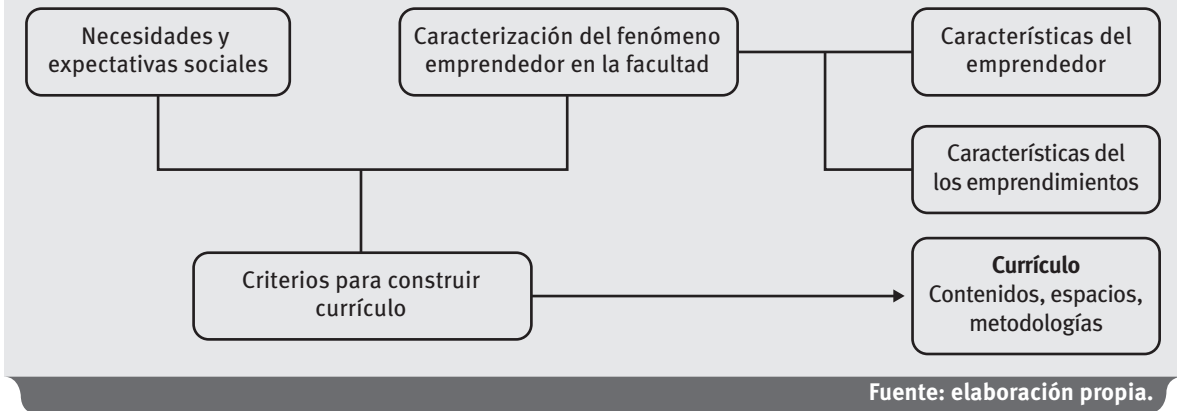 Necesidades y
expectativas sociales
Caracterización del fenómeno
emprendedor en la facultad
Características del
emprendedor
Características del
los emprendimientos
Criterios para construir
currículo
Currículo
Contenidos, espacios,
metodologías
Fuente: elaboración propia.